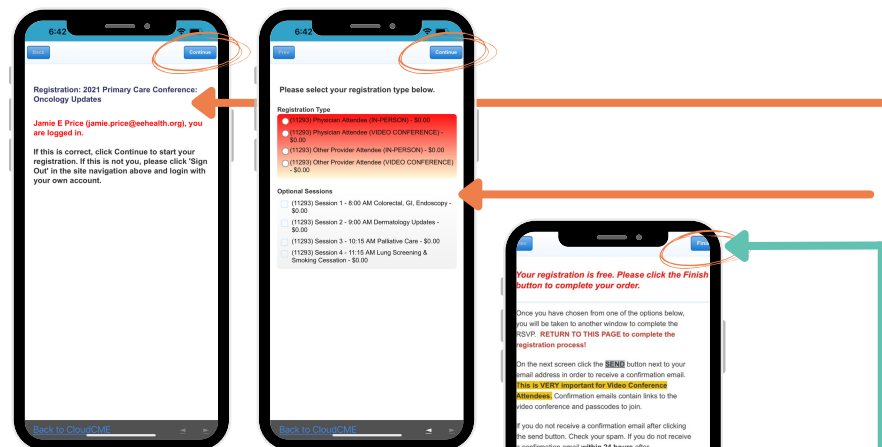 6:42
Back
Continue
Registration: 2021 Primary Care Conference:
Oncology Updates
Jamie E Price (jamie.price@eehealth.org), you
are logged in.
If this is correct, click Continue to start your
registration. If this is not you, please click 'Sign
Out' in the site navigation above and login with
your own account.
Back to CloudCME
6:42
Prev
Continue
Please select your registration type below.
Registration Type
(11293) Physician Attendee (IN-PERSON) - $0.00
(11293) Physician Attendee (VIDEO CONFERENCE) -
$0.00
(11293) Other Provider Attendee (IN-PERSON) - $0.00
(11293) Other Provider Attendee (VIDEO CONFERENCE)
- $0.00
Optional Sessions
(11293) Session 1 - 8:00 AM Colorectal, GI, Endoscopy -
$0.00
(11293) Session 2 - 9:00 AM Dermatology Updates -
$0.00
(11293) Session 3 - 10:15 AM Palliative Care - $0.00
(11293) Session 4 - 11:15 AM Lung Screening &
Smoking Cessation - $0.00
Back to CloudCME
Finis
Your registration is free. Please click the Finish
button to complete your order.
Once you have chosen from one of the options below,
you will be taken to another window to complete the
RSVP. RETURN TO THIS PAGE to complete the
registration process!
On the next screen click the SEND button next to your
email address in order to receive a confirmation email.
This is VERY important for Video Conference
Attendees. Confirmation emails contain links to the
video conference and passcodes to join.
If you do not receive a confirmation email after clicking
the send button. Check your spam. If you do not receive
a confirmation email within 24 hours after